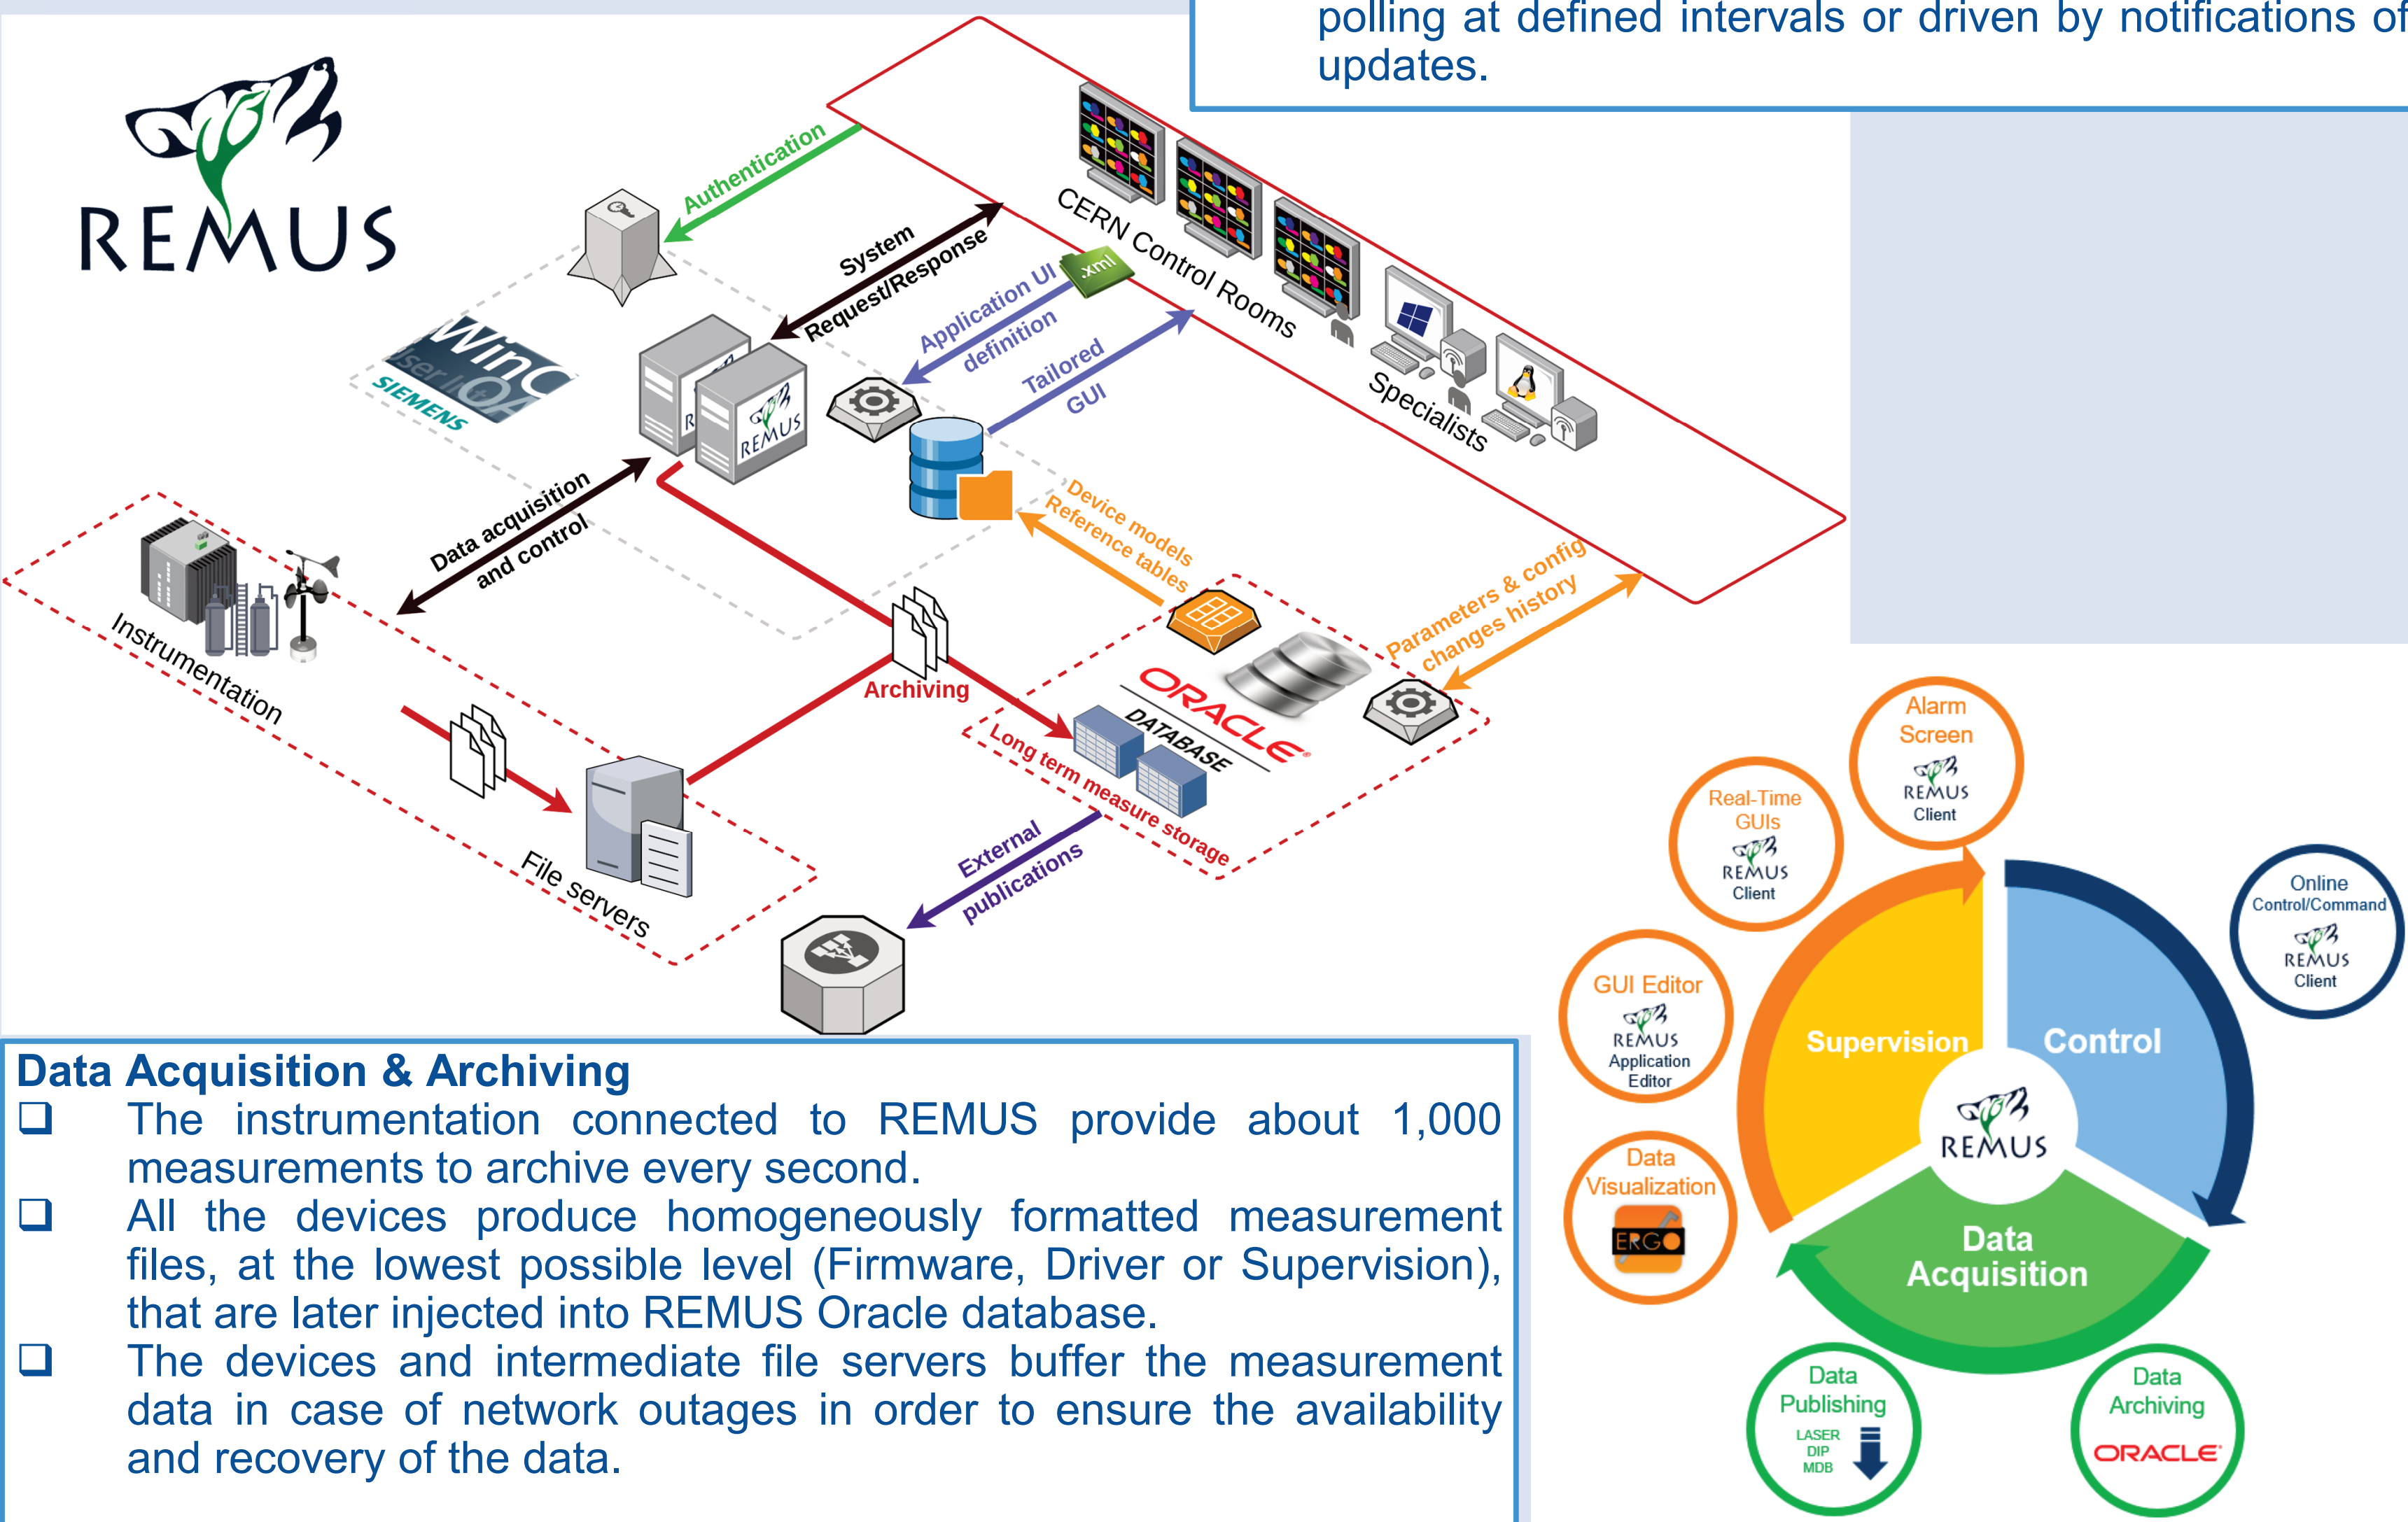 polling at defined intervals or driven by notifications of
updates.
REMUS
Authentication
System
Request/Response
Application UI
definition
.xml
Tailored
GUI
CERN Control Rooms
Specialists
WinC
OA
SIEMENS
REMUS
Data acquisition
and control
Device models
Reference tables
Parameters & config
changes history
Instrumentation
Archiving
ORACLE
DATABASE
Long term measure storage
File servers
External
publications
Data Acquisition & Archiving
The instrumentation connected to REMUS provide about 1,000
measurements to archive every second.
All the devices produce homogeneously formatted measurement
files, at the lowest possible level (Firmware, Driver or Supervision),
that are later injected into REMUS Oracle database.
The devices and intermediate file servers buffer the measurement
data in case of network outages in order to ensure the availability
and recovery of the data.
Alarm
Screen
REMUS
Client
Real-Time
GUIs
REMUS
Client
Online
Control/Command
REMUS
Client
GUI Editor
REMUS
Application
Editor
Supervision
Control
REMUS
Data
Visualization
ERGO
Data
Acquisition
Data
Publishing
LASER
DIP
MDB
Data
Archiving
ORACLE